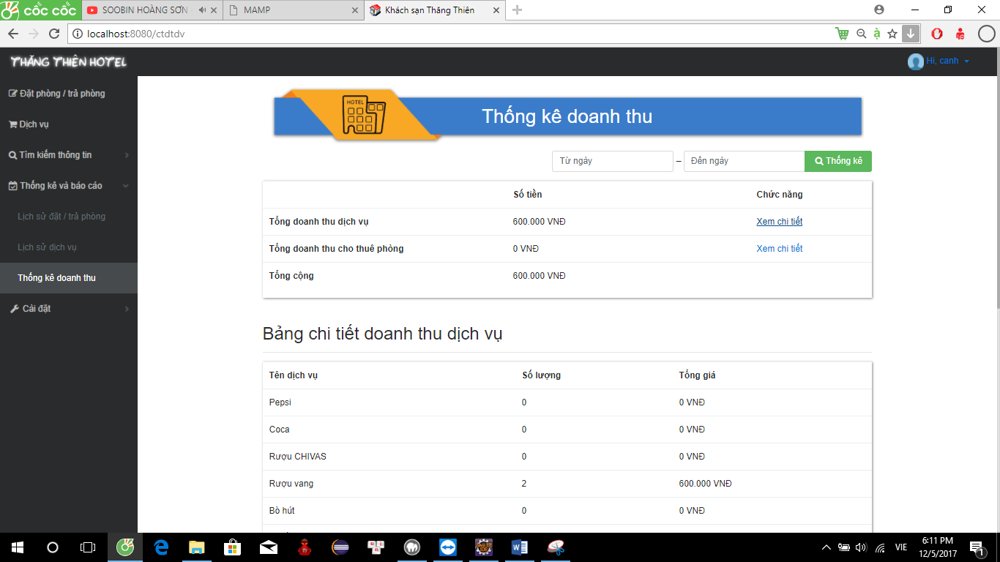 cốc cốc
SOOBIN HOÀNG SƠN
MAMP
Khách sạn Thăng Thiên
localhost:8080/ctdtdv
THĂNG THIÊN HOTEL
Hi, canh
Đặt phòng / trả phòng
Dịch vụ
Tìm kiếm thông tin
Thống kê và báo cáo
Lịch sử đặt / trả phòng
Lịch sử dịch vụ
Thống kê doanh thu
Cài đặt
HOTEL
Thống kê doanh thu
Từ ngày – Đến ngày Thống kê
Số tiền Chức năng
Tổng doanh thu dịch vụ 600.000 VNĐ Xem chi tiết
Tổng doanh thu cho thuê phòng 0 VNĐ Xem chi tiết
Tổng cộng 600.000 VNĐ
Bảng chi tiết doanh thu dịch vụ
Tên dịch vụ Số lượng Tổng giá
Pepsi 0 0 VNĐ
Coca 0 0 VNĐ
Rượu CHIVAS 0 0 VNĐ
Rượu vang 2 600.000 VNĐ
Bò hút 0 0 VNĐ
VIE
6:11 PM
12/5/2017
1